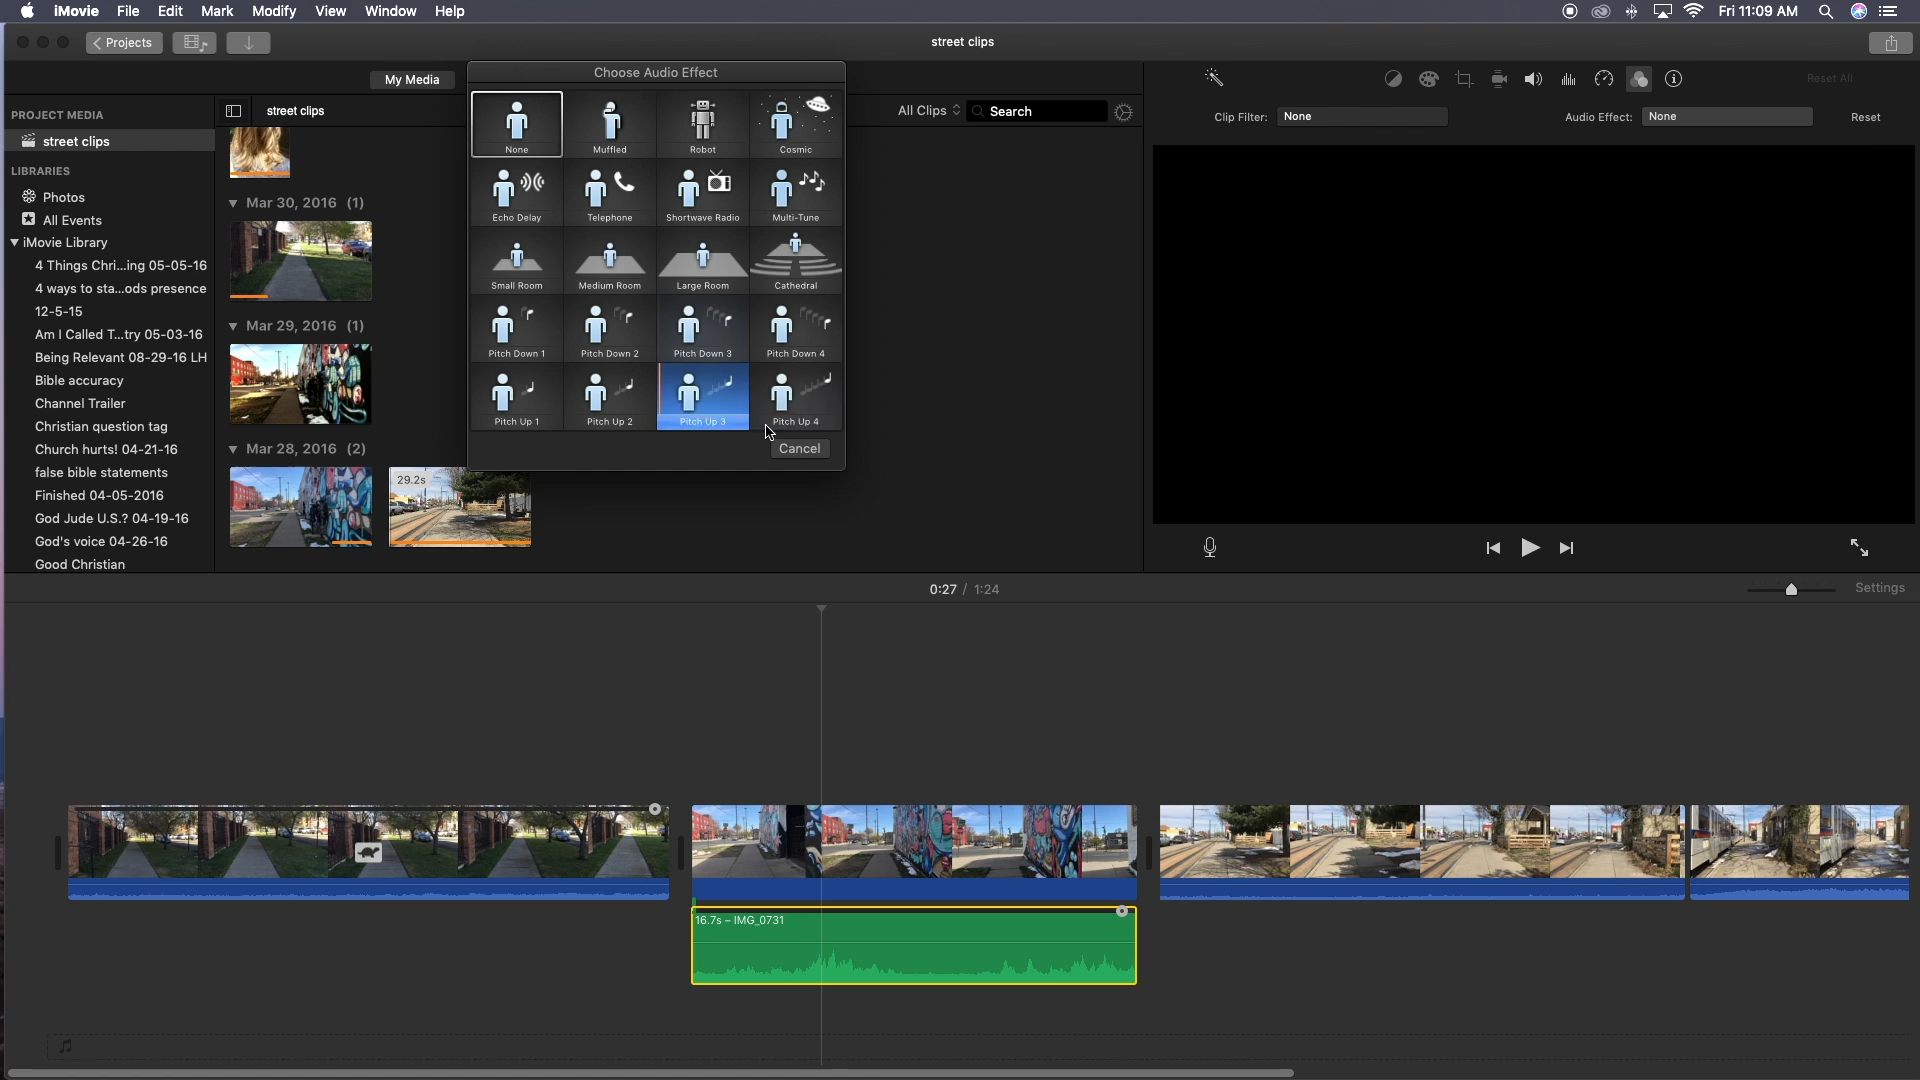 iMovie File Edit Mark Modify View Window Help
Fri 11:09 AM
Projects
street clips
My Media
Choose Audio Effect
Reset All
PROJECT MEDIA
street clips
street clips
All Clips
Search
Clip Filter: None
Audio Effect: None
Reset
LIBRARIES
Photos
All Events
iMovie Library
4 Things Chri...ing 05-05-16
4 ways to sta...ods presence
12-5-15
Am I Called T...try 05-03-16
Being Relevant 08-29-16 LH
Bible accuracy
Channel Trailer
Christian question tag
Church hurts! 04-21-16
false bible statements
Finished 04-05-2016
God Jude U.S.? 04-19-16
God's voice 04-26-16
Good Christian
Mar 30, 2016 (1)
Mar 29, 2016 (1)
Mar 28, 2016 (2)
29.2s
None Muffled Robot Cosmic
Echo Delay Telephone Shortwave Radio Multi-Tune
Small Room Medium Room Large Room Cathedral
Pitch Down 1 Pitch Down 2 Pitch Down 3 Pitch Down 4
Pitch Up 1 Pitch Up 2 Pitch Up 3 Pitch Up 4
Cancel
0:27 / 1:24
Settings
16.7s – IMG_0731